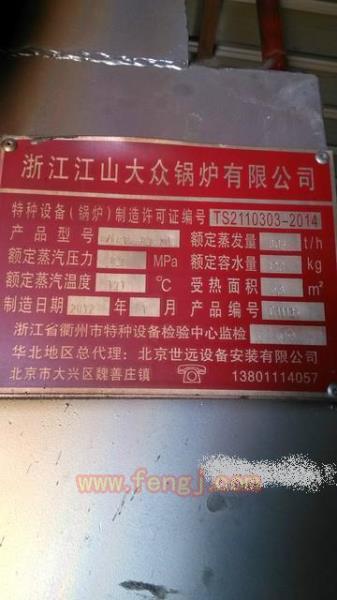 浙江江山大众锅炉有限公司
特种设备(锅炉)制造许可证编号 TS2110303-2014
产品型号 额定蒸发量 t/h
额定蒸汽压力 MPa 额定容水量 kg
额定蒸汽温度 ℃ 受热面积 m²
制造日期 2012年 月 产品编号
浙江省衢州市特种设备检验中心监检
华北地区总代理:北京世远设备安装有限公司
北京市大兴区魏善庄镇 ☎ 13801114057
www.fengj.com